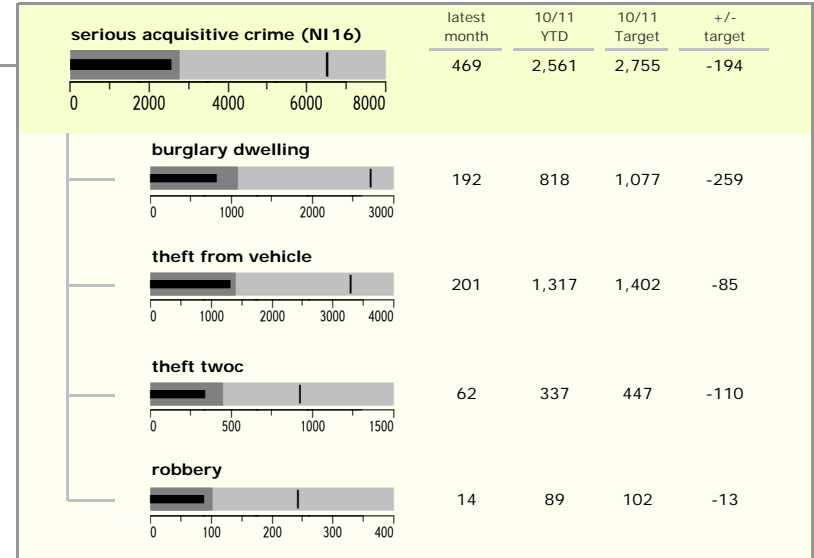 latest 10/11 10/11 +/-
serious acquisitive crime (NI16) month YTD Target target
469 2,561 2,755 -194
0 2000 4000 6000 8000
burglary dwelling
192 818 1,077 -259
0 1000 2000 3000
theft from vehicle
201 1,317 1,402 -85
0 1000 2000 3000 4000
theft twoc
62 337 447 -110
0 500 1000 1500
robbery
14 89 102 -13
0 100 200 300 400